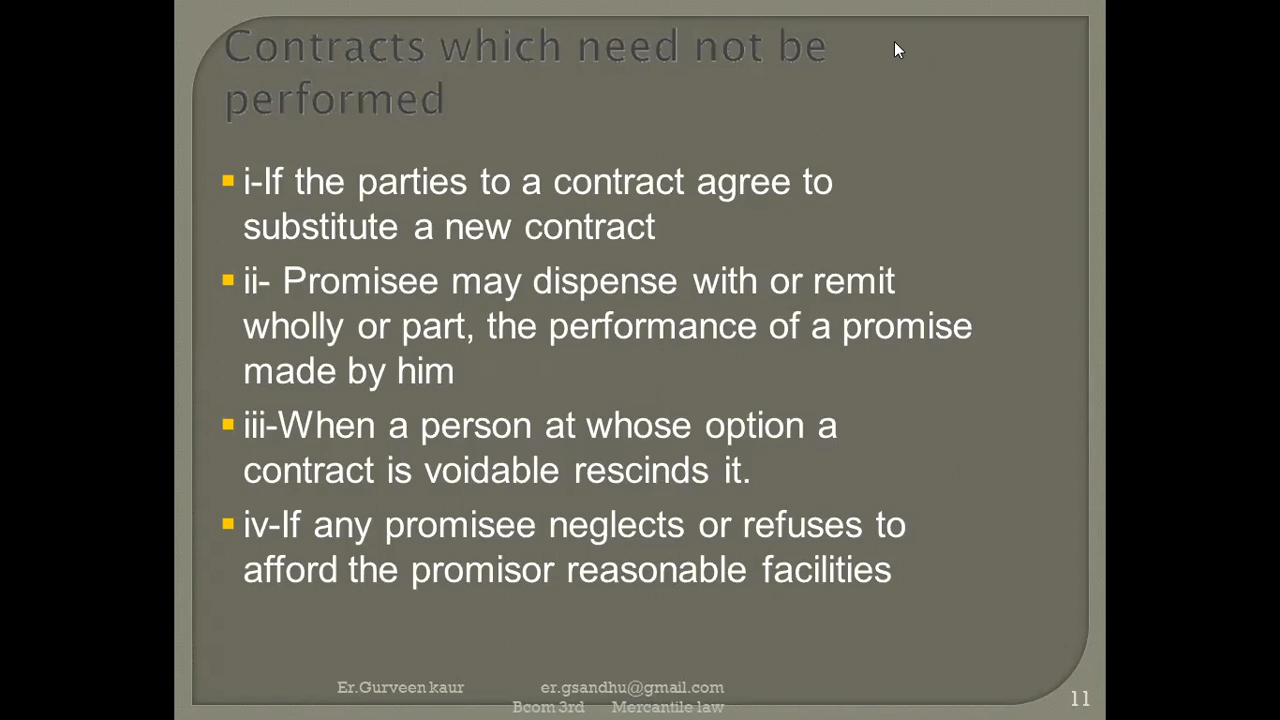 Contracts which need not be
performed
i-If the parties to a contract agree to
substitute a new contract
ii- Promisee may dispense with or remit
wholly or part, the performance of a promise
made by him
iii-When a person at whose option a
contract is voidable rescinds it.
iv-If any promisee neglects or refuses to
afford the promisor reasonable facilities
Er.Gurveen kaur er.gsandhu@gmail.com
Bcom 3rd Mercantile law
11